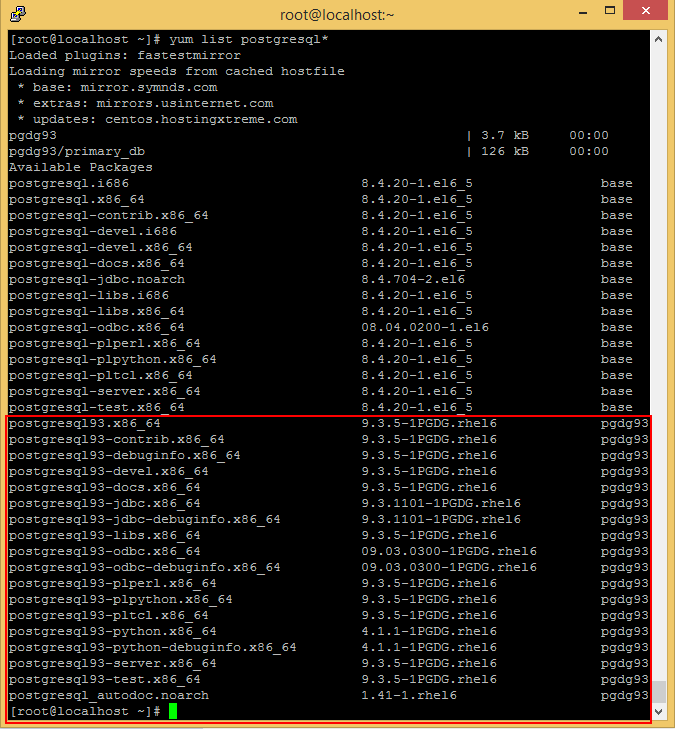 root@localhost:~
[root@localhost ~]# yum list postgresql*
Loaded plugins: fastestmirror
Loading mirror speeds from cached hostfile
 * base: mirror.symnds.com
 * extras: mirrors.usinternet.com
 * updates: centos.hostingxtreme.com
pgdg93 | 3.7 kB 00:00
pgdg93/primary_db | 126 kB 00:00
Available Packages
postgresql.i686 8.4.20-1.el6_5 base
postgresql.x86_64 8.4.20-1.el6_5 base
postgresql-contrib.x86_64 8.4.20-1.el6_5 base
postgresql-devel.i686 8.4.20-1.el6_5 base
postgresql-devel.x86_64 8.4.20-1.el6_5 base
postgresql-docs.x86_64 8.4.20-1.el6_5 base
postgresql-jdbc.noarch 8.4.704-2.el6 base
postgresql-libs.i686 8.4.20-1.el6_5 base
postgresql-libs.x86_64 8.4.20-1.el6_5 base
postgresql-odbc.x86_64 08.04.0200-1.el6 base
postgresql-plperl.x86_64 8.4.20-1.el6_5 base
postgresql-plpython.x86_64 8.4.20-1.el6_5 base
postgresql-pltcl.x86_64 8.4.20-1.el6_5 base
postgresql-server.x86_64 8.4.20-1.el6_5 base
postgresql-test.x86_64 8.4.20-1.el6_5 base
postgresql93.x86_64 9.3.5-1PGDG.rhel6 pgdg93
postgresql93-contrib.x86_64 9.3.5-1PGDG.rhel6 pgdg93
postgresql93-debuginfo.x86_64 9.3.5-1PGDG.rhel6 pgdg93
postgresql93-devel.x86_64 9.3.5-1PGDG.rhel6 pgdg93
postgresql93-docs.x86_64 9.3.5-1PGDG.rhel6 pgdg93
postgresql93-jdbc.x86_64 9.3.1101-1PGDG.rhel6 pgdg93
postgresql93-jdbc-debuginfo.x86_64 9.3.1101-1PGDG.rhel6 pgdg93
postgresql93-libs.x86_64 9.3.5-1PGDG.rhel6 pgdg93
postgresql93-odbc.x86_64 09.03.0300-1PGDG.rhel6 pgdg93
postgresql93-odbc-debuginfo.x86_64 09.03.0300-1PGDG.rhel6 pgdg93
postgresql93-plperl.x86_64 9.3.5-1PGDG.rhel6 pgdg93
postgresql93-plpython.x86_64 9.3.5-1PGDG.rhel6 pgdg93
postgresql93-pltcl.x86_64 9.3.5-1PGDG.rhel6 pgdg93
postgresql93-python.x86_64 4.1.1-1PGDG.rhel6 pgdg93
postgresql93-python-debuginfo.x86_64 4.1.1-1PGDG.rhel6 pgdg93
postgresql93-server.x86_64 9.3.5-1PGDG.rhel6 pgdg93
postgresql93-test.x86_64 9.3.5-1PGDG.rhel6 pgdg93
postgresql_autodoc.noarch 1.41-1.rhel6 pgdg93
[root@localhost ~]#